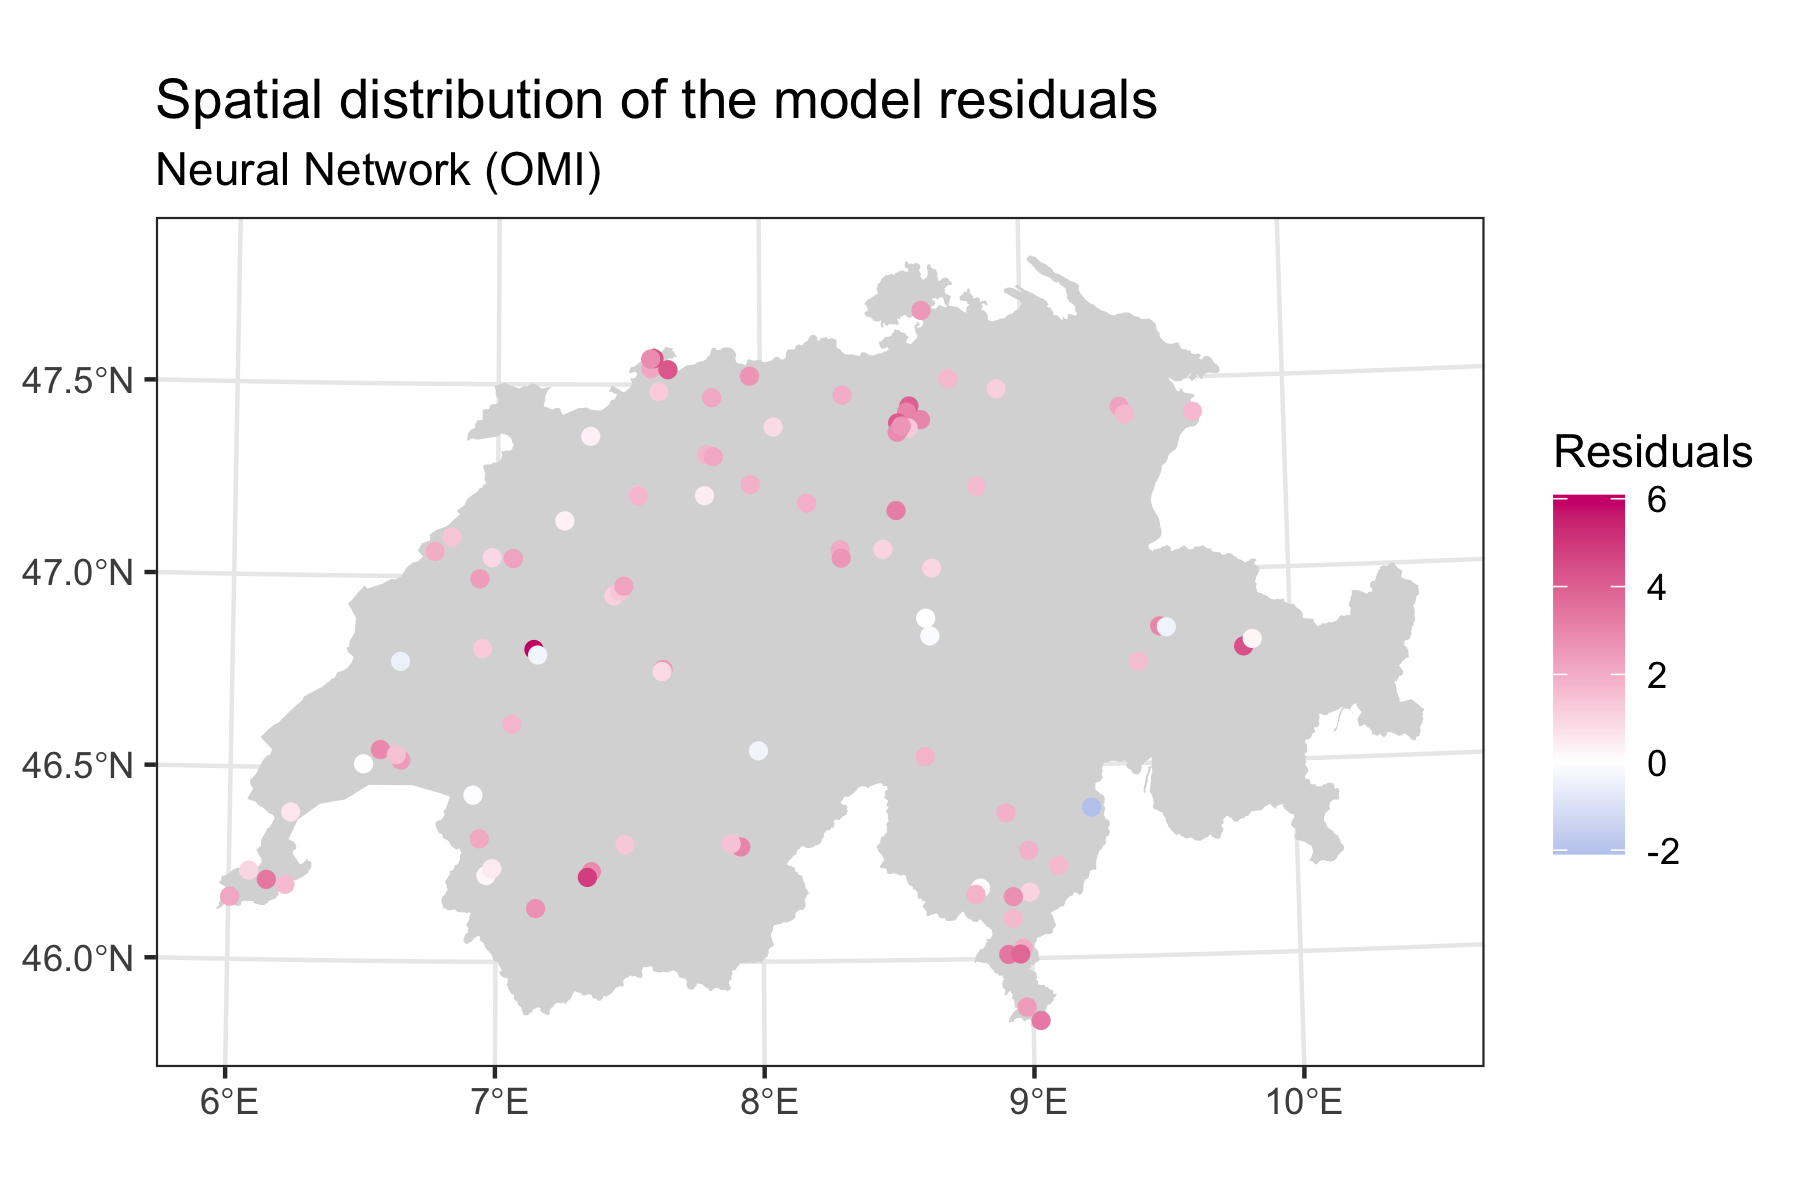 Spatial distribution of the model residuals
Neural Network (OMI)
47.5°N
47.0°N
46.5°N
46.0°N
6°E
7°E
8°E
9°E
10°E
Residuals
6
4
2
0
-2